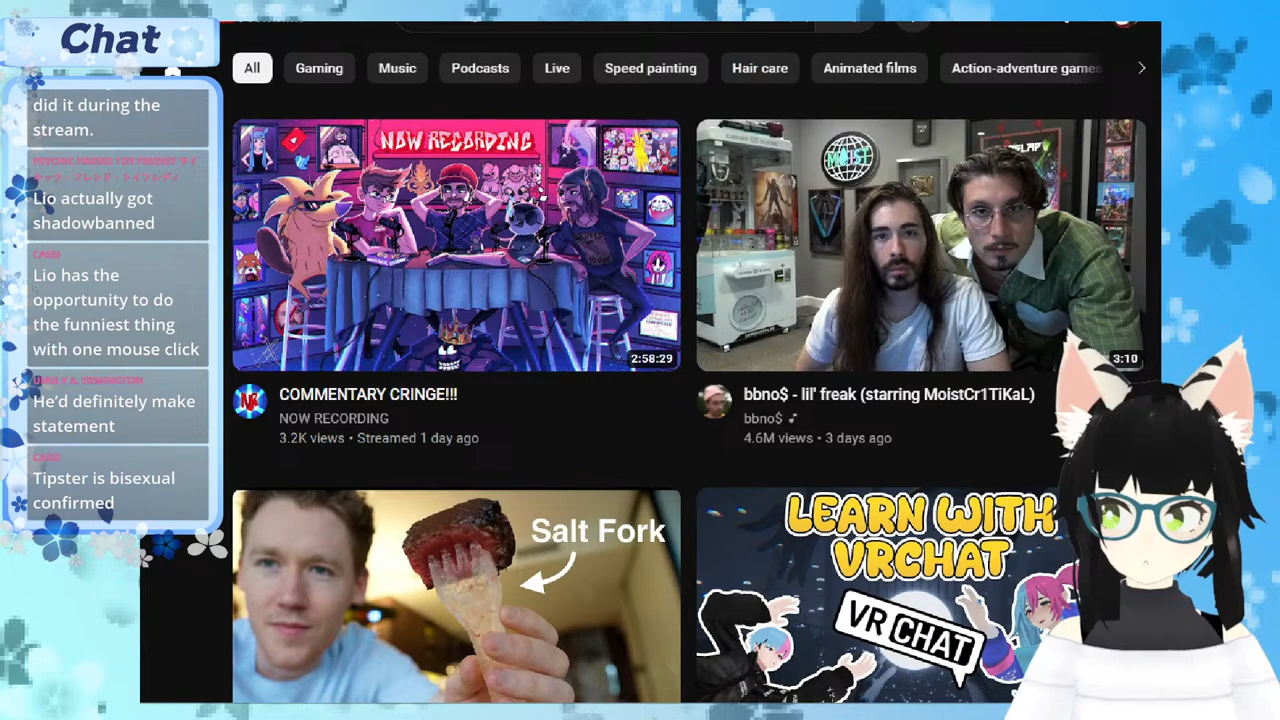 Chat
did it during the
stream.
Lio actually got
shadowbanned
CASS
Lio has the
opportunity to do
the funniest thing
with one mouse click
He'd definitely make
statement
CASS
Tipster is bisexual
confirmed
All
Gaming
Music
Podcasts
Live
Speed painting
Hair care
Animated films
Action-adventure games
NOW RECORDING
2:58:29
MOIST
3:10
COMMENTARY CRINGE!!!
NOW RECORDING
3.2K views • Streamed 1 day ago
bbno$ - lil' freak (starring MoistCr1TiKaL)
bbno$
4.6M views • 3 days ago
Salt Fork
LEARN WITH
VRCHAT
VR CHAT